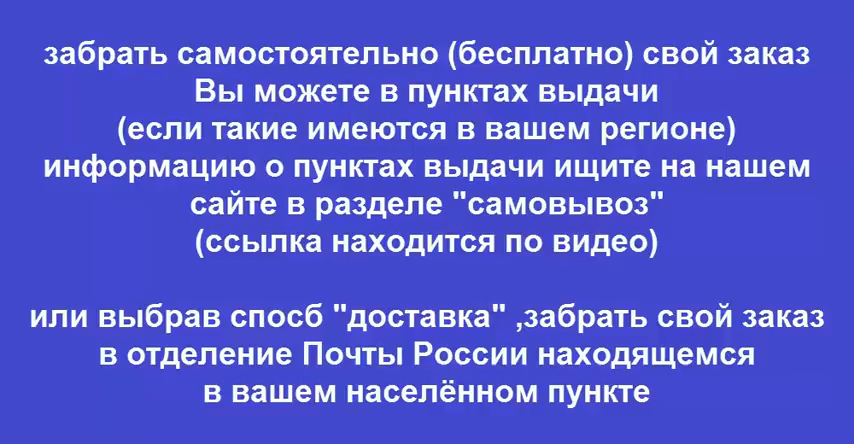 забрать самостоятельно (бесплатно) свой заказ
Вы можете в пунктах выдачи
(если такие имеются в вашем регионе)
информацию о пунктах выдачи ищите на нашем
сайте в разделе "самовывоз"
(ссылка находится по видео)
или выбрав спосб "доставка" ,забрать свой заказ
в отделение Почты России находящемся
в вашем населённом пункте